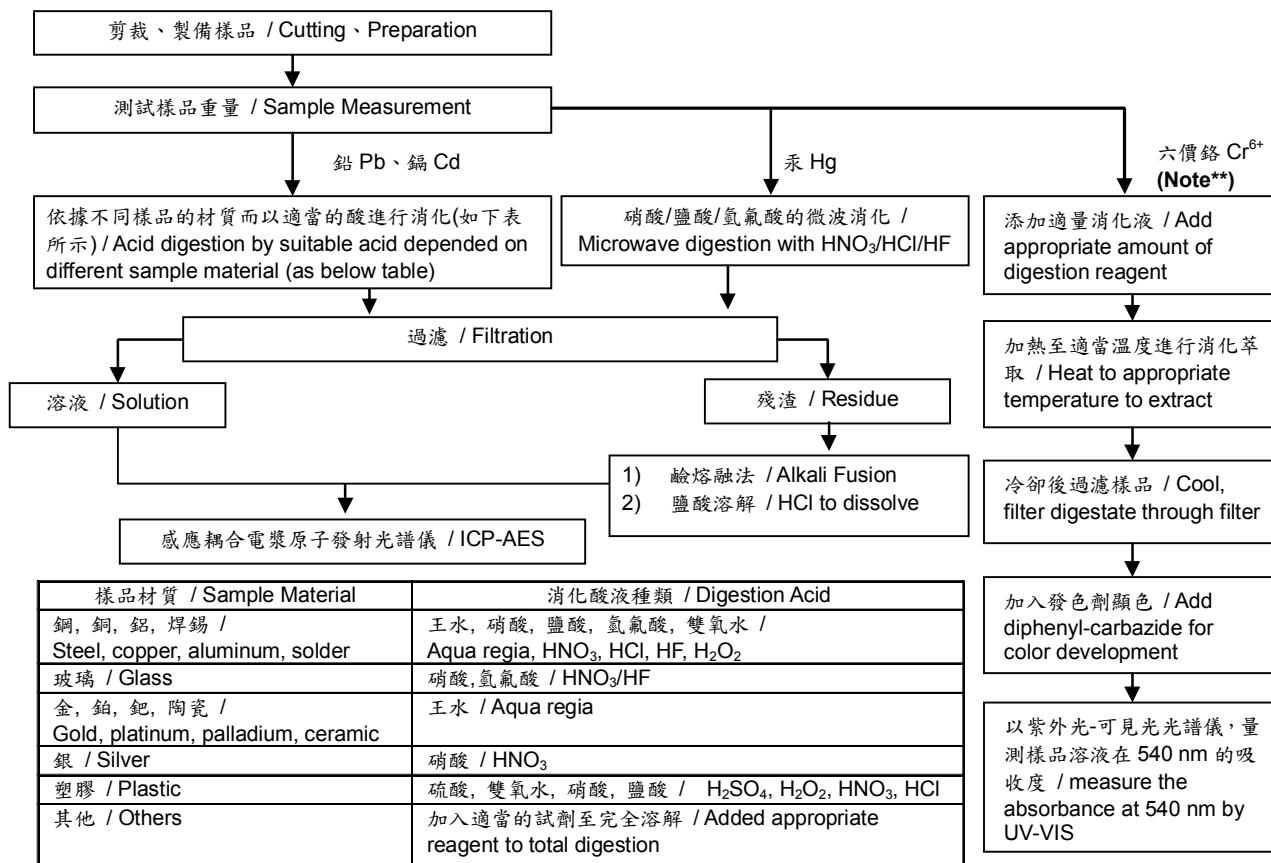 剪裁、製備樣品 / Cutting、Preparation
測試樣品重量 / Sample Measurement
鉛 Pb、鎘 Cd
汞 Hg
六價鉻 Cr⁶⁺
(Note**)
依據不同樣品的材質而以適當的酸進行消化(如下表
所示) / Acid digestion by suitable acid depended on
different sample material (as below table)
硝酸/鹽酸/氫氟酸的微波消化 /
Microwave digestion with HNO₃/HCl/HF
添加適量消化液 / Add
appropriate amount of
digestion reagent
過濾 / Filtration
加熱至適當溫度進行消化萃
取 / Heat to appropriate
temperature to extract
溶液 / Solution
殘渣 / Residue
1) 鹼熔融法 / Alkali Fusion
2) 鹽酸溶解 / HCl to dissolve
冷卻後過濾樣品 / Cool,
filter digestate through filter
感應耦合電漿原子發射光譜儀 / ICP-AES
加入發色劑顯色 / Add
diphenyl-carbazide for
color development
以紫外光-可見光光譜儀，量
測樣品溶液在 540 nm 的吸
收度 / measure the
absorbance at 540 nm by
UV-VIS
樣品材質 / Sample Material
消化酸液種類 / Digestion Acid
鋼, 銅, 鋁, 焊錫 /
Steel, copper, aluminum, solder
王水, 硝酸, 鹽酸, 氫氟酸, 雙氧水 /
Aqua regia, HNO₃, HCl, HF, H₂O₂
玻璃 / Glass
硝酸,氫氟酸 / HNO₃/HF
金, 鉑, 鈀, 陶瓷 /
Gold, platinum, palladium, ceramic
王水 / Aqua regia
銀 / Silver
硝酸 / HNO₃
塑膠 / Plastic
硫酸, 雙氧水, 硝酸, 鹽酸 / H₂SO₄, H₂O₂, HNO₃, HCl
其他 / Others
加入適當的試劑至完全溶解 / Added appropriate
reagent to total digestion